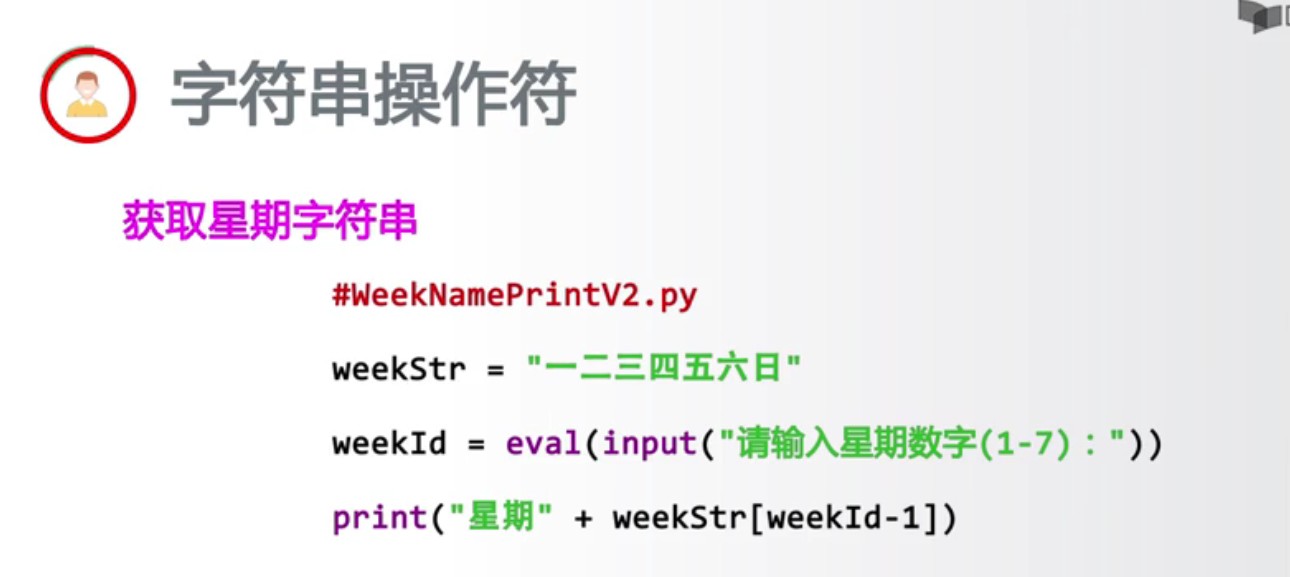 字符串操作符
获取星期字符串
#WeekNamePrintV2.py
weekStr = "一二三四五六日"
weekId = eval(input("请输入星期数字(1-7)："))
print("星期" + weekStr[weekId-1])